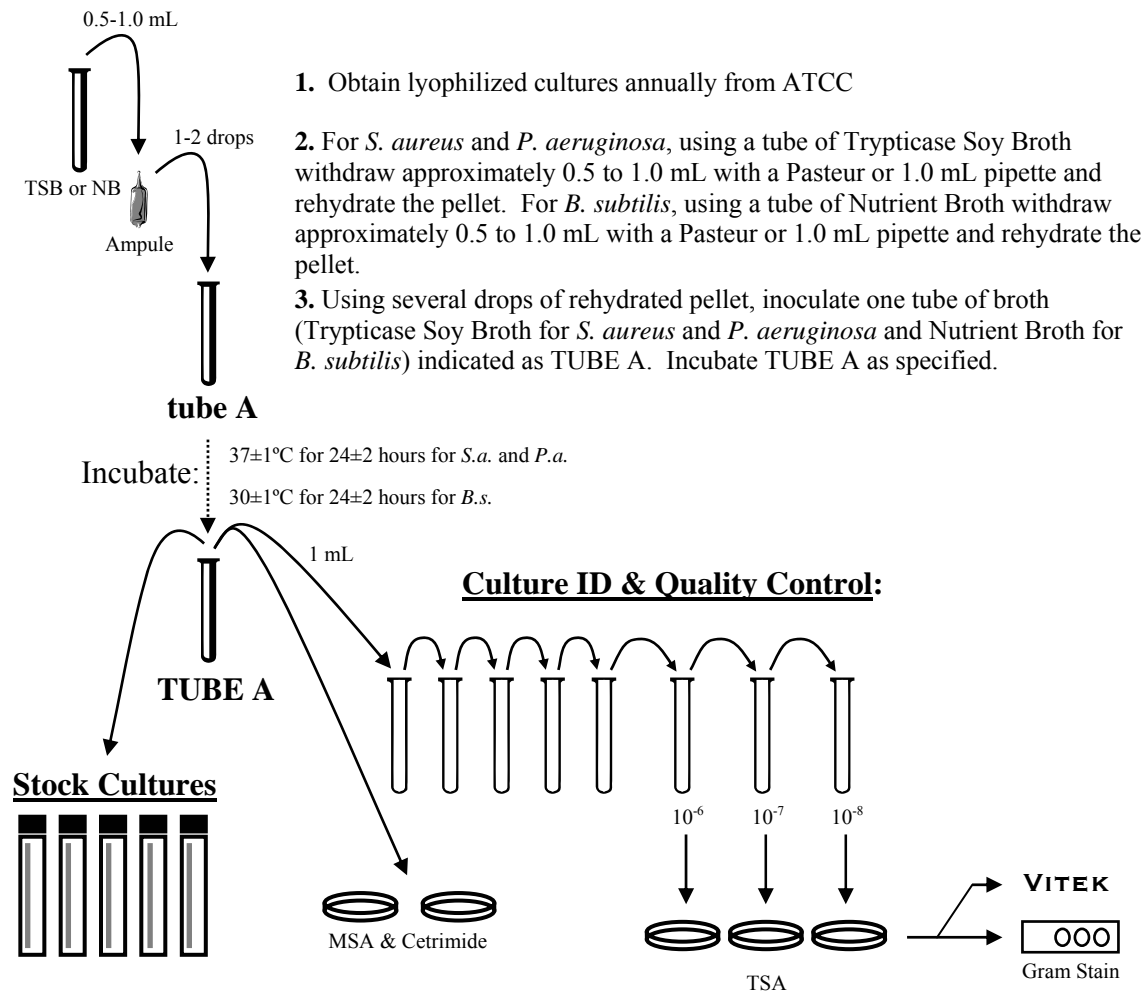 0.5-1.0 mL
1. Obtain lyophilized cultures annually from ATCC
1-2 drops
2. For S. aureus and P. aeruginosa, using a tube of Trypticase Soy Broth
withdraw approximately 0.5 to 1.0 mL with a Pasteur or 1.0 mL pipette and
rehydrate the pellet. For B. subtilis, using a tube of Nutrient Broth withdraw
approximately 0.5 to 1.0 mL with a Pasteur or 1.0 mL pipette and rehydrate the
pellet.
TSB or NB
Ampule
3. Using several drops of rehydrated pellet, inoculate one tube of broth
(Trypticase Soy Broth for S. aureus and P. aeruginosa and Nutrient Broth for
B. subtilis) indicated as TUBE A. Incubate TUBE A as specified.
tube A
Incubate:
37±1ºC for 24±2 hours for S.a. and P.a.
30±1ºC for 24±2 hours for B.s.
1 mL
Culture ID & Quality Control:
TUBE A
Stock Cultures
10⁻⁶
10⁻⁷
10⁻⁸
MSA & Cetrimide
TSA
VITEK
Gram Stain